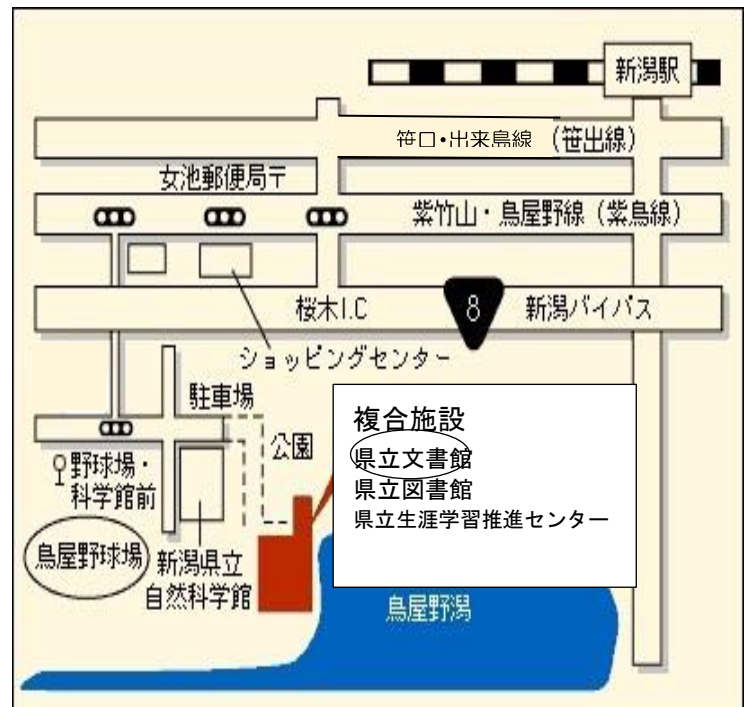 新潟駅
笹口・出来島線 (笹出線)
女池郵便局〒
紫竹山・鳥屋野線(紫鳥線)
桜木I.C
8
新潟バイパス
ショッピングセンター
駐車場
公園
複合施設
県立文書館
県立図書館
県立生涯学習推進センター
野球場・
科学館前
鳥屋野球場
新潟県立
自然科学館
鳥屋野潟